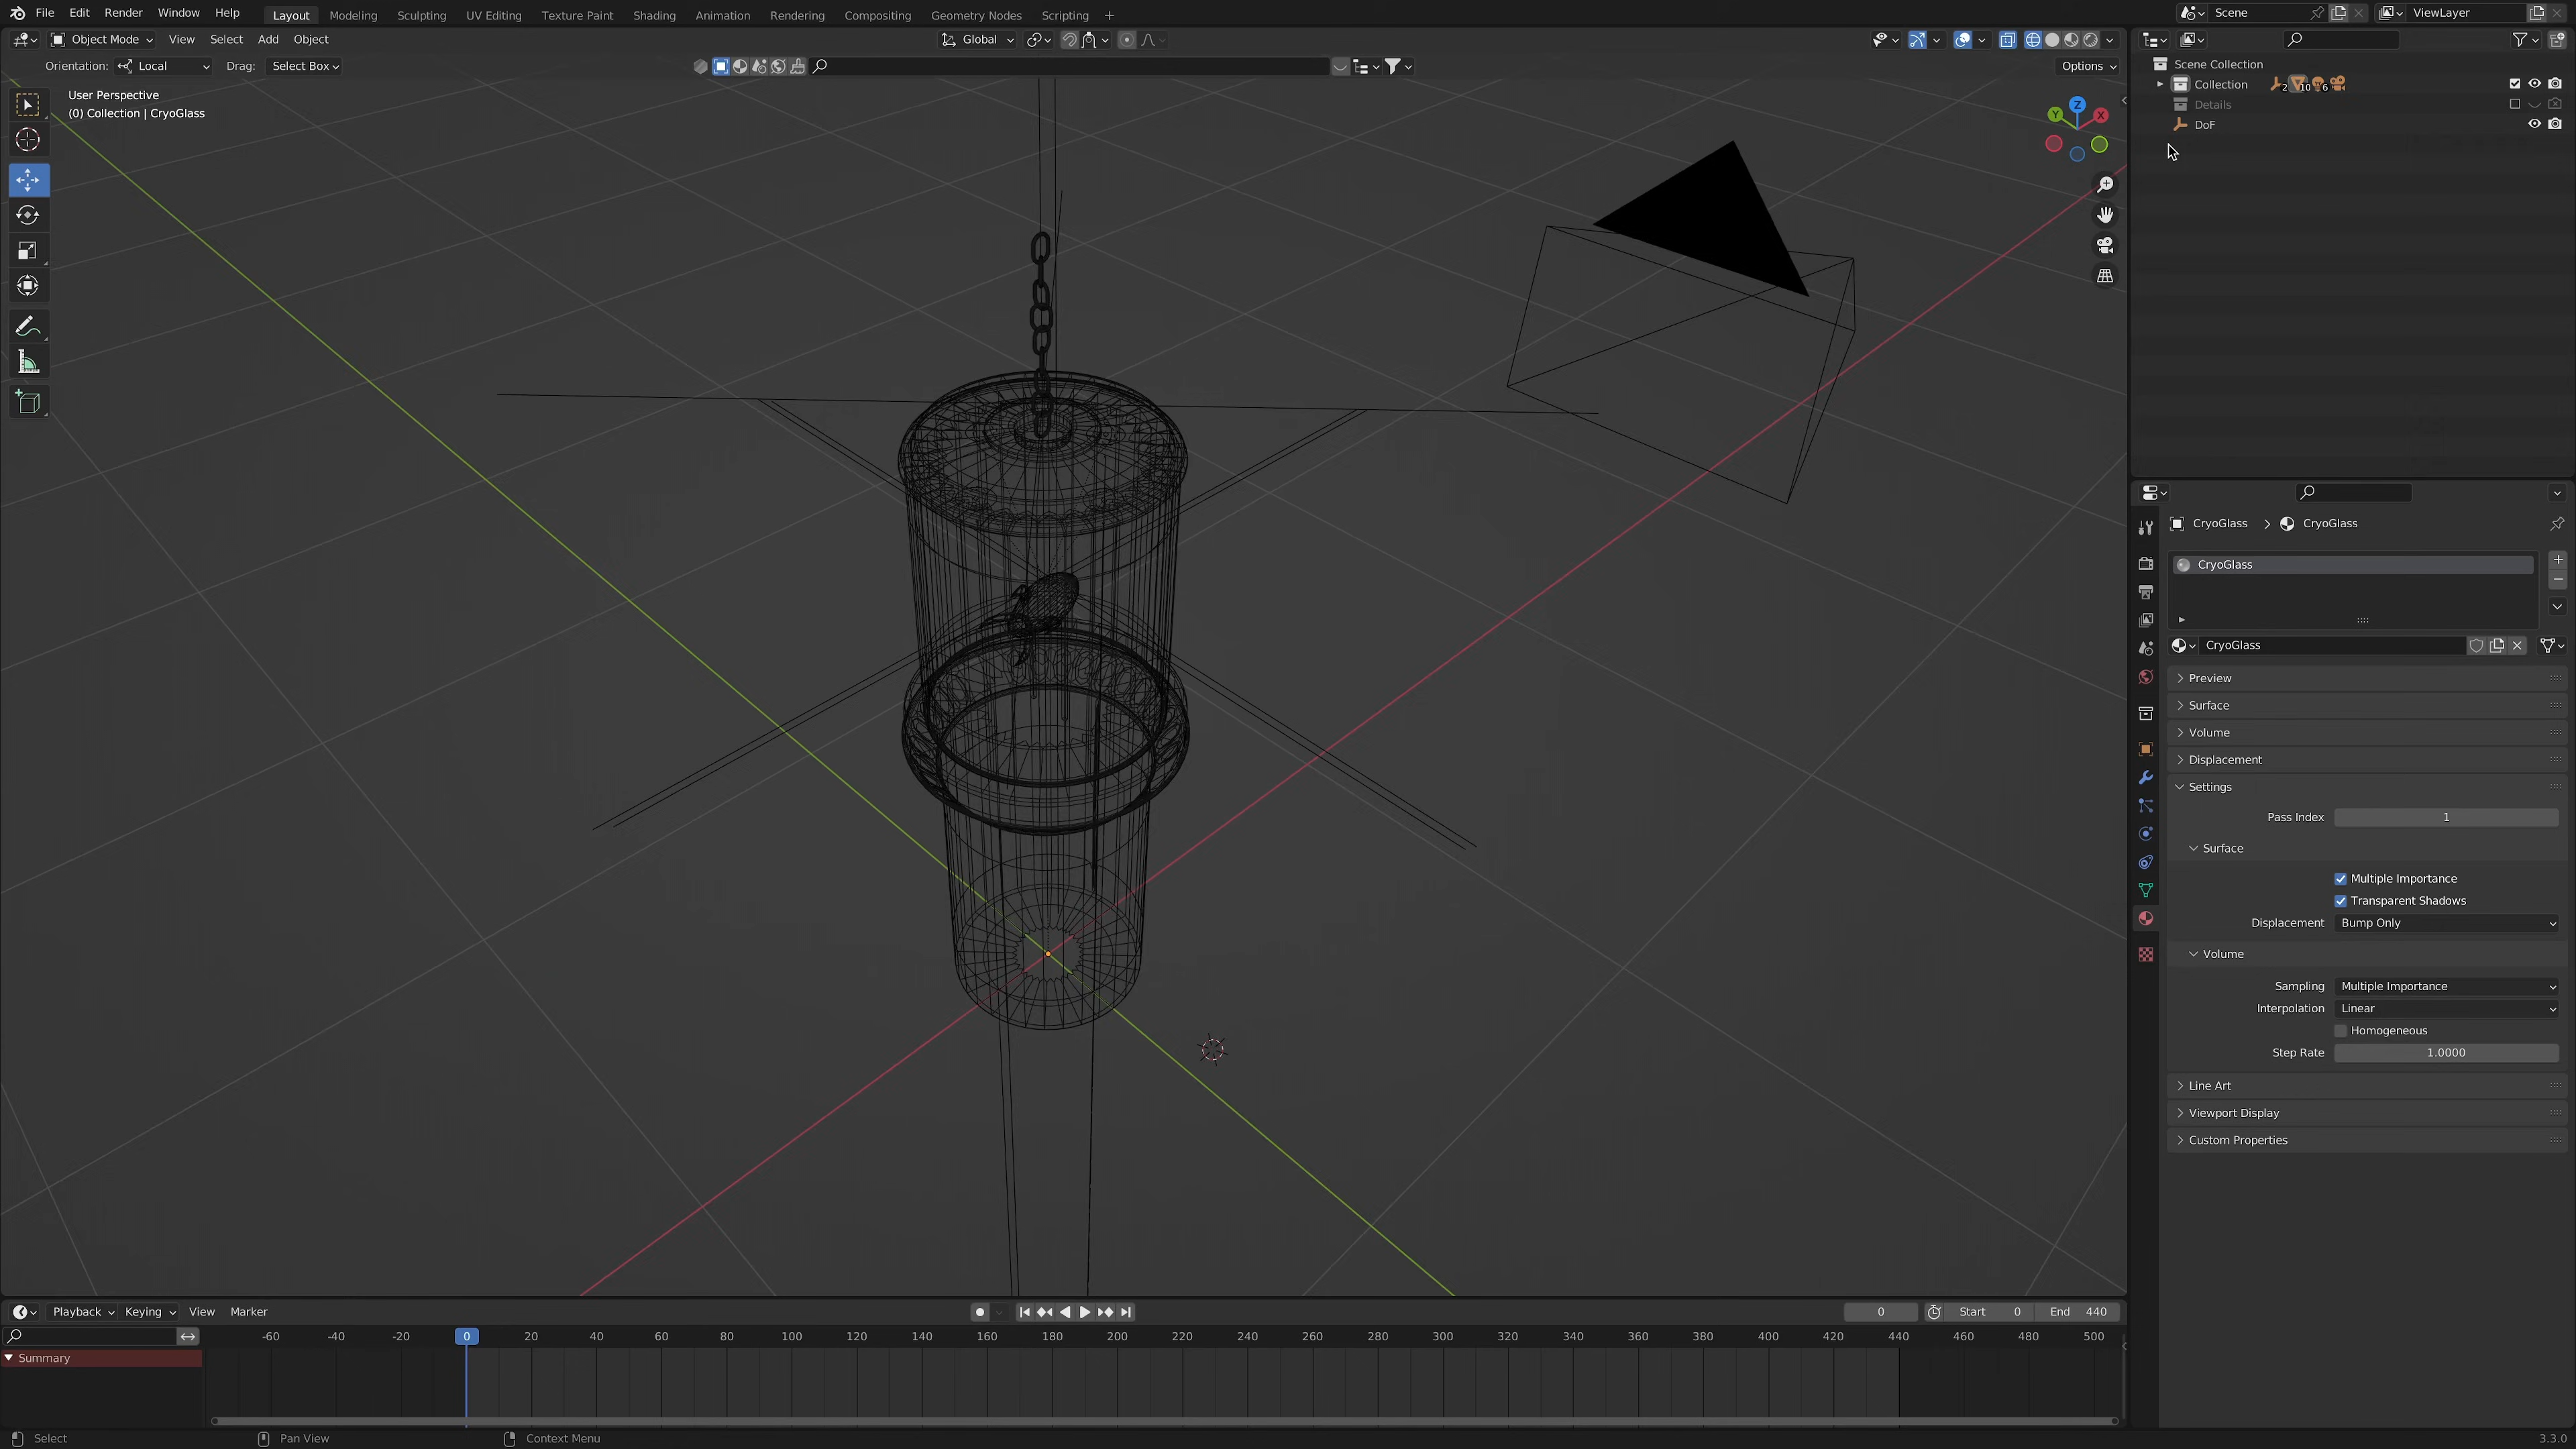 File Edit Render Window Help Layout Modeling Sculpting UV Editing Texture Paint Shading Animation Rendering Compositing Geometry Nodes Scripting Scene ViewLayer
Object Mode View Select Add Object Global
Orientation: Local Drag: Select Box Options
User Perspective
(0) Collection | CryoGlass
Z
Y X
Scene Collection
Collection 2 10 6
Details
DoF
CryoGlass CryoGlass
CryoGlass
CryoGlass
Preview
Surface
Volume
Displacement
Settings
Pass Index 1
Surface
Multiple Importance
Transparent Shadows
Displacement Bump Only
Volume
Sampling Multiple Importance
Interpolation Linear
Homogeneous
Step Rate 1.0000
Line Art
Viewport Display
Custom Properties
Playback Keying View Marker 0 Start 0 End 440
-60 -40 -20 0 20 40 60 80 100 120 140 160 180 200 220 240 260 280 300 320 340 360 380 400 420 440 460 480 500
Summary
Select Pan View Context Menu 3.3.0